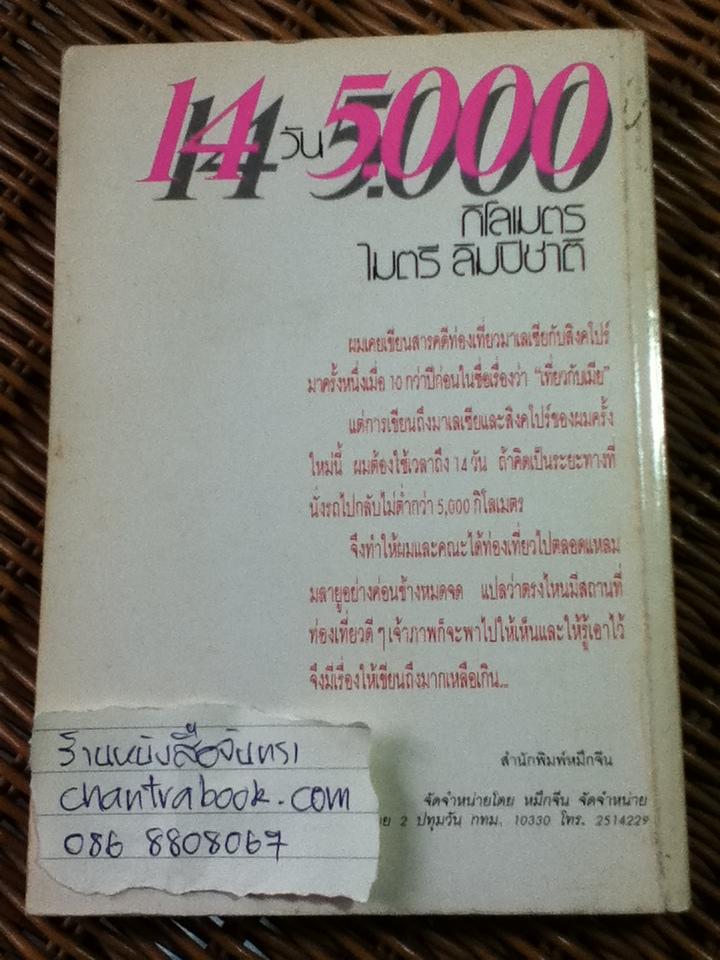 14 วัน 5.000
กิโลเมตร
ไมตรี ลิมปิชาติ
ผมเคยเขียนสารคดีท่องเที่ยวมาเลเซียกับสิงคโปร์
มาครั้งหนึ่งเมื่อ 10 กว่าปีก่อนในชื่อเรื่องว่า "เที่ยวกับเมีย"
แต่การเขียนถึงมาเลเซียและสิงคโปร์ของผมครั้ง
ใหม่นี้ ผมต้องใช้เวลาถึง 14 วัน ถ้าคิดเป็นระยะทางที่
นั่งรถไปกลับไม่ต่ำกว่า 5,000 กิโลเมตร
จึงทำให้ผมและคณะได้ท่องเที่ยวไปตลอดแหลม
มลายูอย่างค่อนข้างหมดจด แปลว่าตรงไหนมีสถานที่
ท่องเที่ยวดี ๆ เจ้าภาพก็จะพาไปให้เห็นและให้รู้เอาไว้
จึงมีเรื่องให้เขียนถึงมากเหลือเกิน...
สำนักพิมพ์หมึกจีน
จัดจำหน่ายโดย หมึกจีน จัดจำหน่าย
2 ปทุมวัน กทม. 10330 โทร. 2514229
ร้านหนังสือจันทรา
chantrabook.com
086 8808067